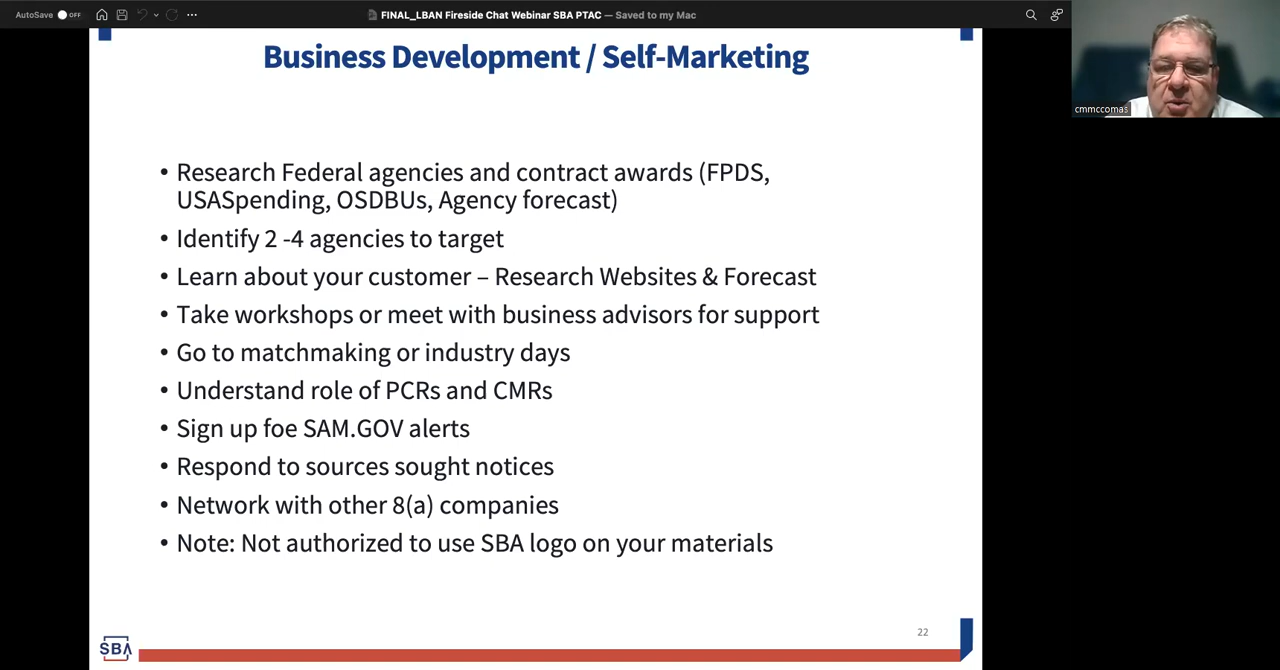 AutoSave OFF
FINAL_LBAN Fireside Chat Webinar SBA PTAC — Saved to my Mac
cmmccomas
Business Development / Self-Marketing
• Research Federal agencies and contract awards (FPDS,
USASpending, OSDBUs, Agency forecast)
• Identify 2 -4 agencies to target
• Learn about your customer – Research Websites & Forecast
• Take workshops or meet with business advisors for support
• Go to matchmaking or industry days
• Understand role of PCRs and CMRs
• Sign up foe SAM.GOV alerts
• Respond to sources sought notices
• Network with other 8(a) companies
• Note: Not authorized to use SBA logo on your materials
22
SBA